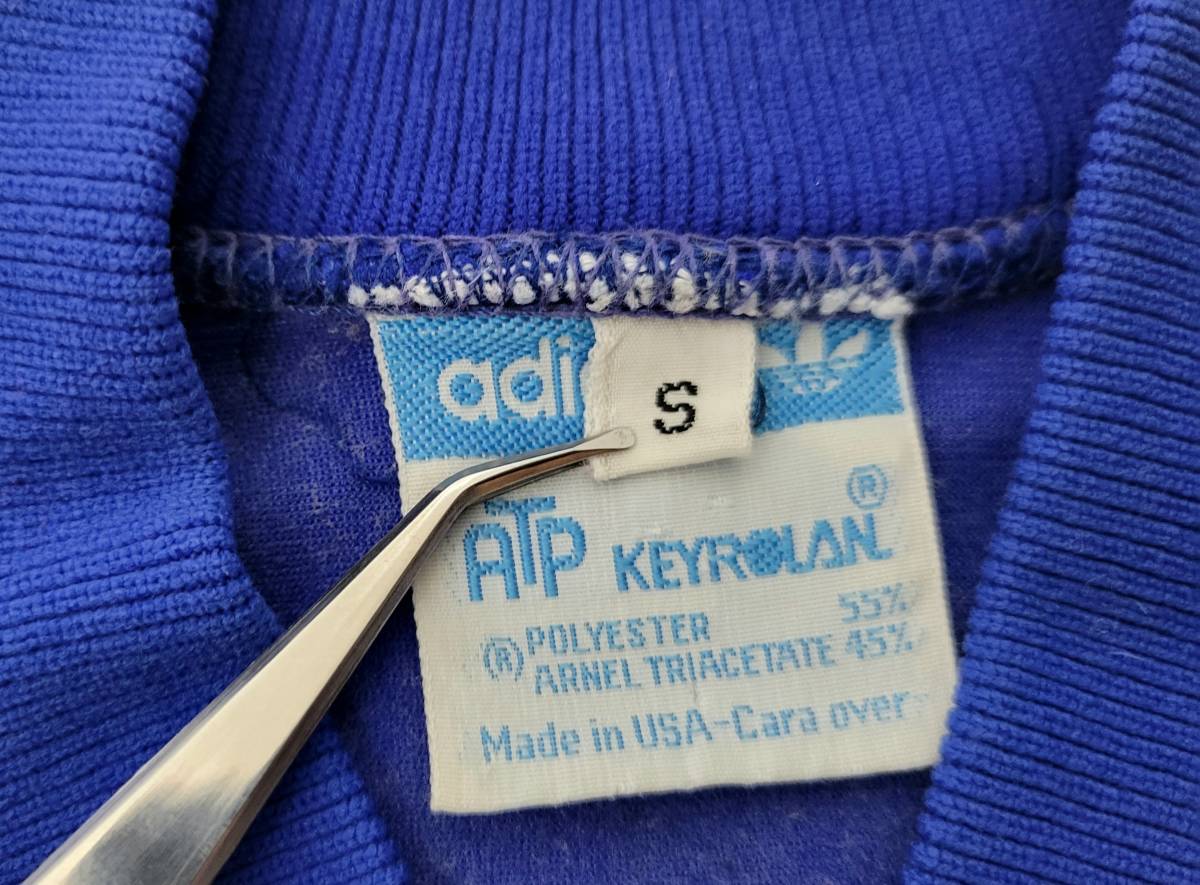 adi
S
ATP KEYROLAN ®
® POLYESTER 55%
ARNEL TRIACETATE 45%
Made in USA-Cara over